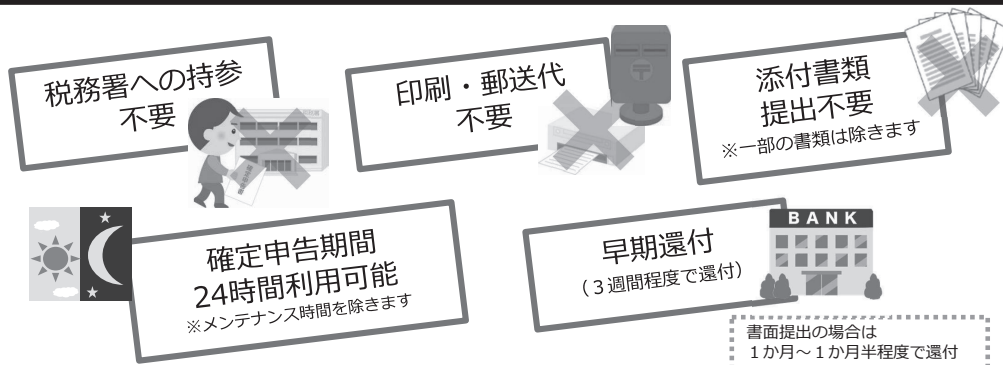 税務署への持参
不要
印刷・郵送代
不要
〒
添付書類
提出不要
※一部の書類は除きます
確定申告期間
24時間利用可能
※メンテナンス時間を除きます
早期還付
（３週間程度で還付）
BANK
書面提出の場合は
１か月～１か月半程度で還付